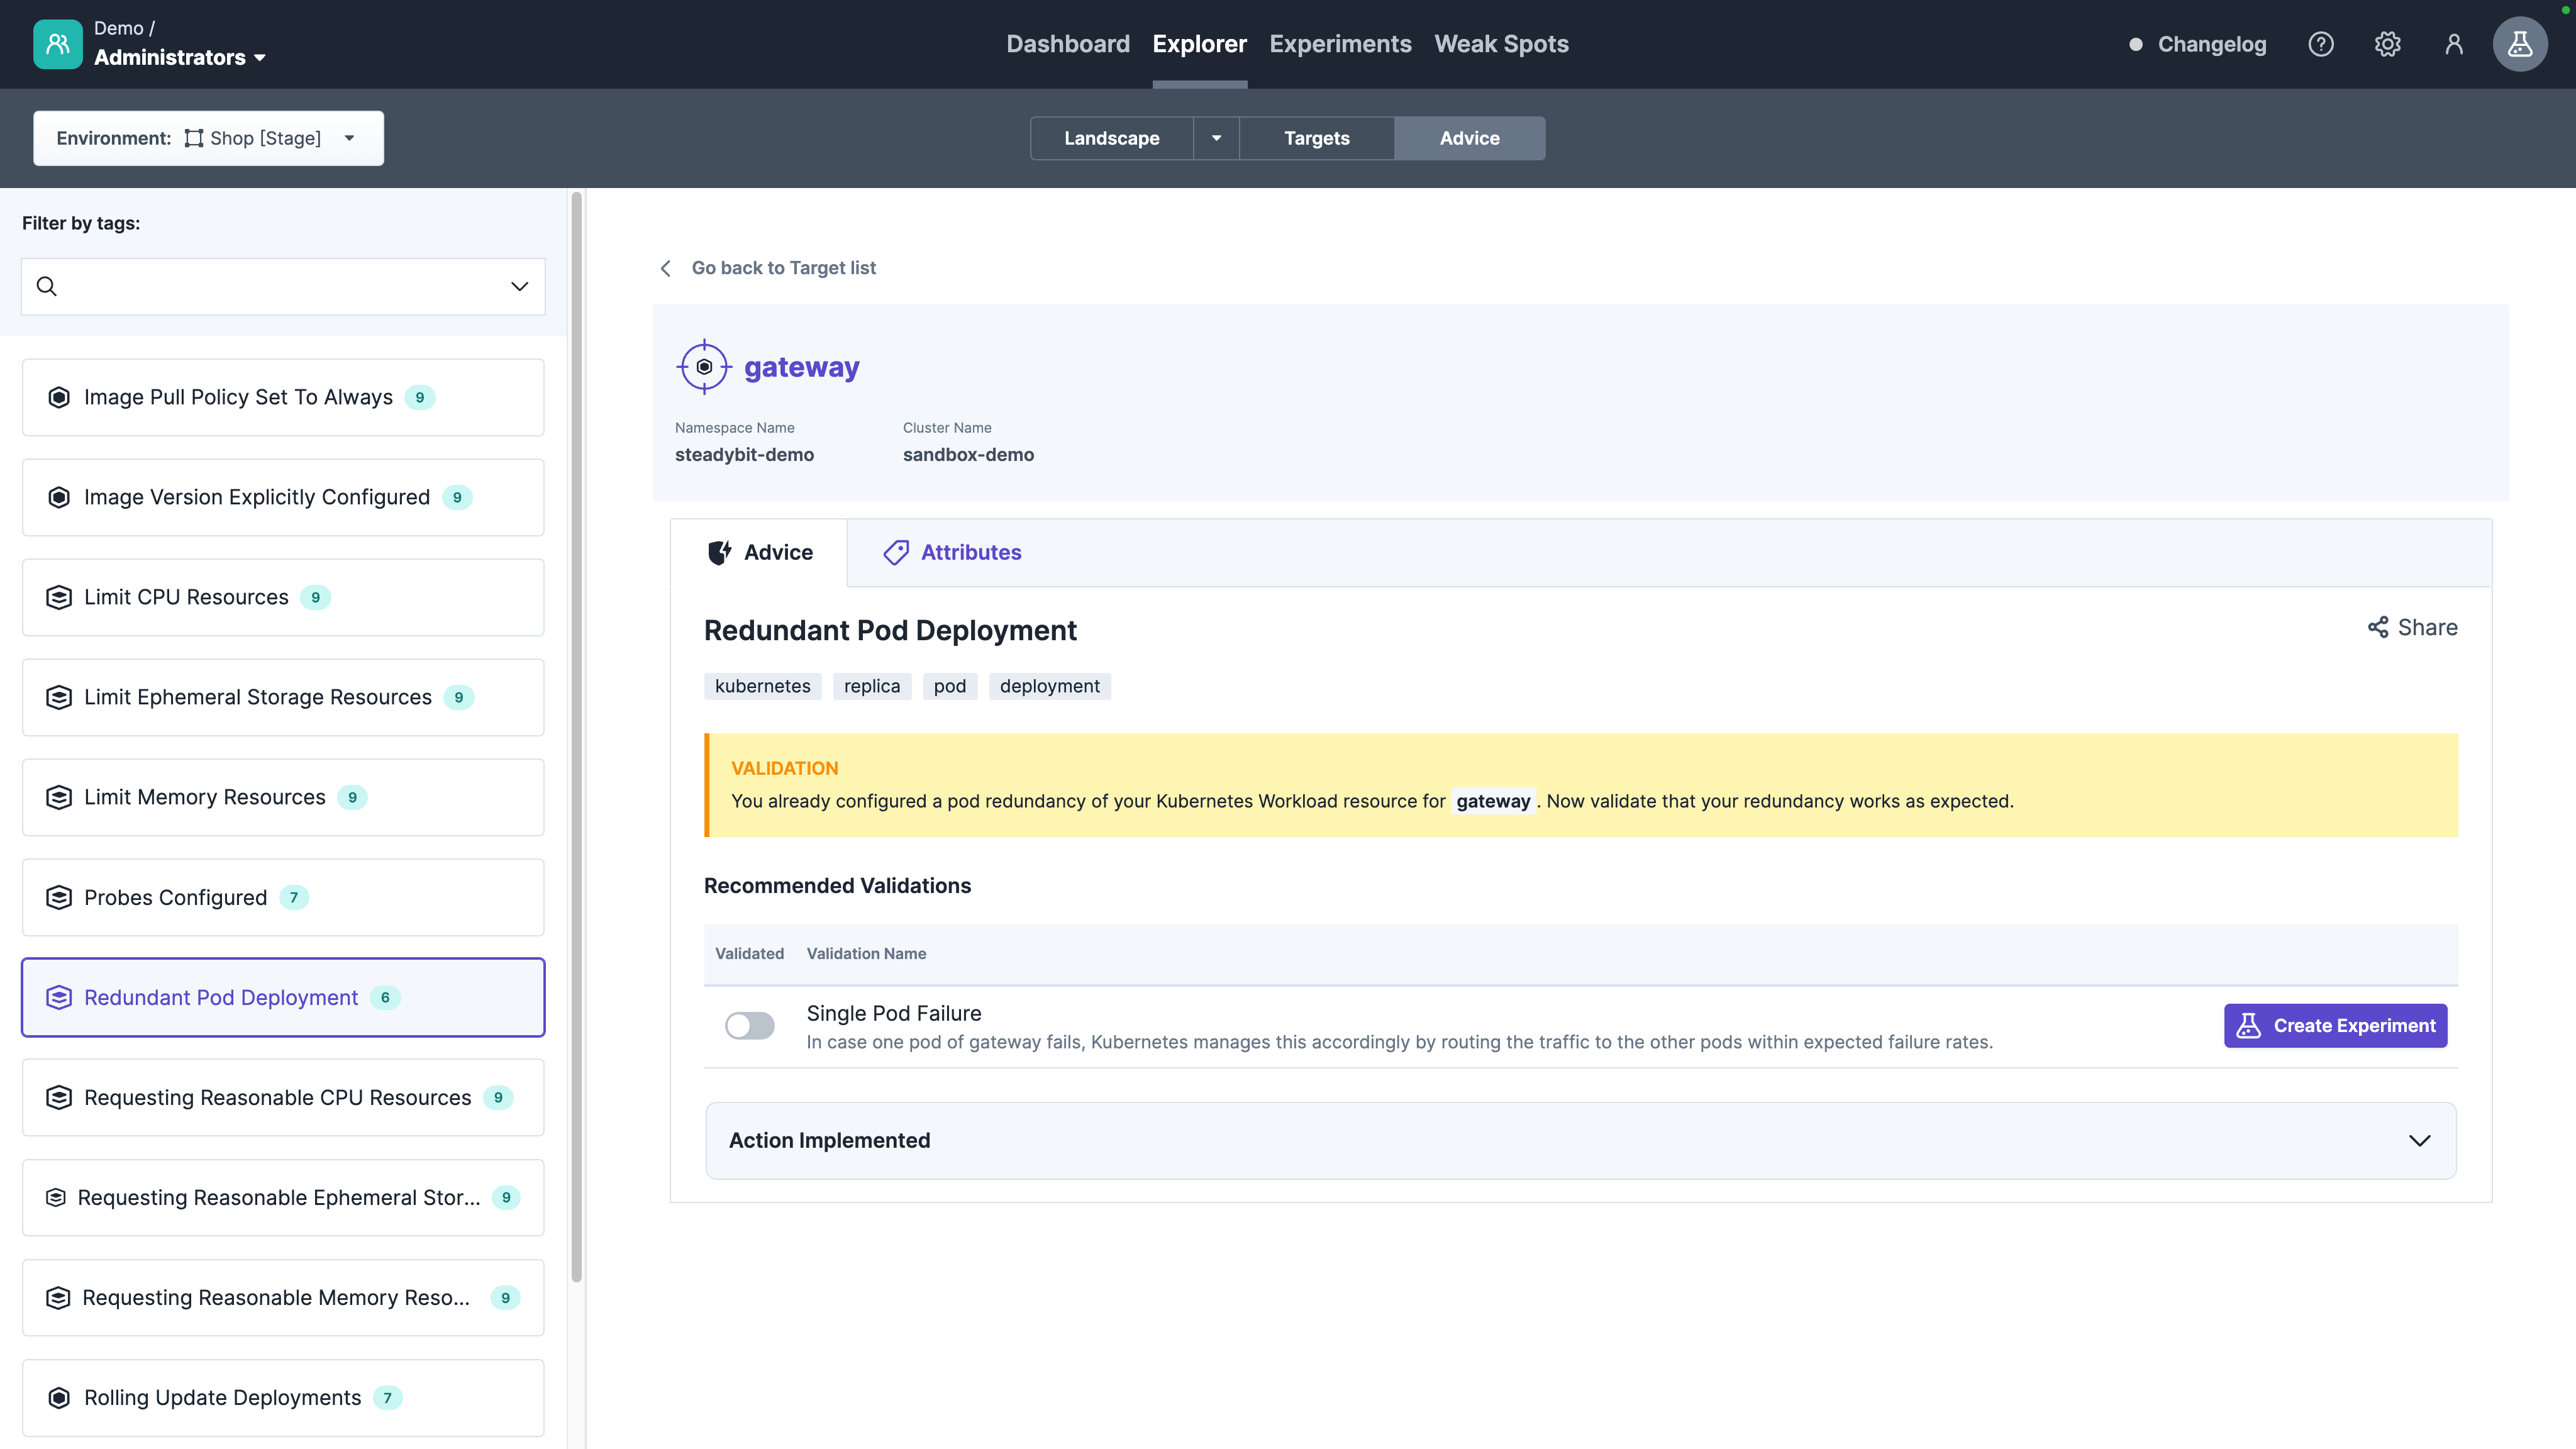 Demo /
Administrators
Dashboard Explorer Experiments Weak Spots
Changelog
Environment: Shop [Stage]
Landscape Targets Advice
Filter by tags:
Image Pull Policy Set To Always 9
Image Version Explicitly Configured 9
Limit CPU Resources 9
Limit Ephemeral Storage Resources 9
Limit Memory Resources 9
Probes Configured 7
Redundant Pod Deployment 6
Requesting Reasonable CPU Resources 9
Requesting Reasonable Ephemeral Stor... 9
Requesting Reasonable Memory Reso... 9
Rolling Update Deployments 7
Go back to Target list
gateway
Namespace Name Cluster Name
steadybit-demo sandbox-demo
Advice Attributes
Redundant Pod Deployment
Share
kubernetes replica pod deployment
VALIDATION
You already configured a pod redundancy of your Kubernetes Workload resource for gateway. Now validate that your redundancy works as expected.
Recommended Validations
Validated Validation Name
Single Pod Failure
In case one pod of gateway fails, Kubernetes manages this accordingly by routing the traffic to the other pods within expected failure rates.
Create Experiment
Action Implemented